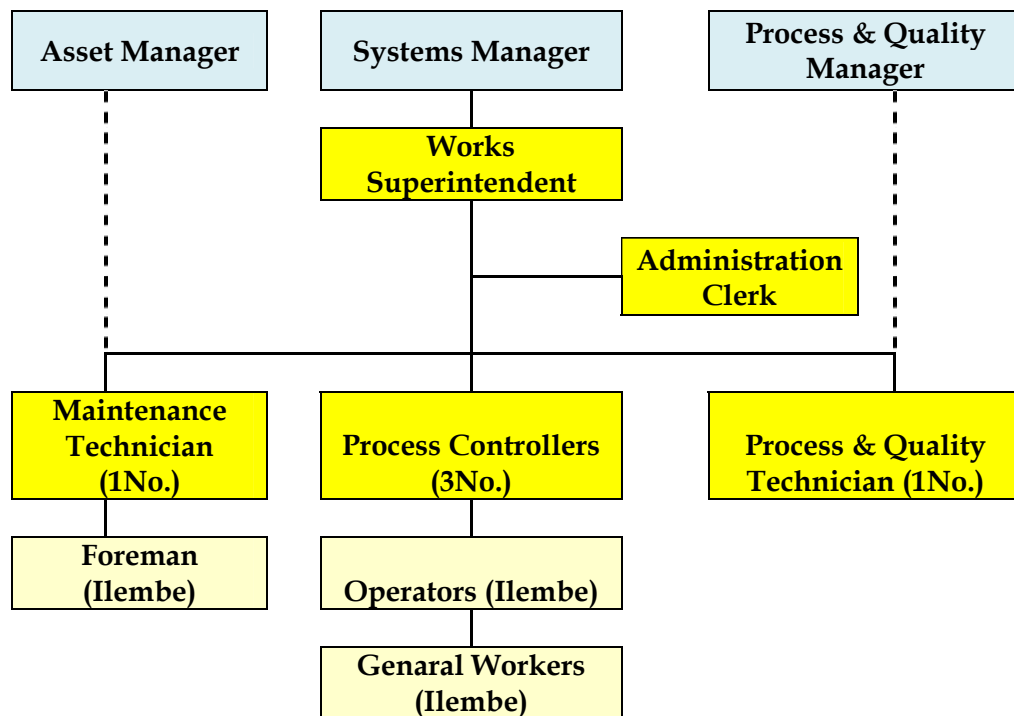 Asset Manager
Systems Manager
Process & Quality
Manager
Works
Superintendent
Administration
Clerk
Maintenance
Technician
(1No.)
Process Controllers
(3No.)
Process & Quality
Technician (1No.)
Foreman
(Ilembe)
Operators (Ilembe)
Genaral Workers
(Ilembe)